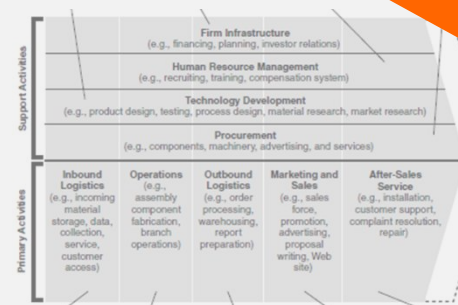 Support Activities
Firm Infrastructure
(e.g., financing, planning, investor relations)
Human Resource Management
(e.g., recruiting, training, compensation system)
Technology Development
(e.g., product design, testing, process design, material research, market research)
Procurement
(e.g., components, machinery, advertising, and services)
Primary Activities
Inbound
Logistics
(e.g., incoming
material
storage, data,
collection,
service,
customer
access)
Operations
(e.g.,
assembly
component
fabrication,
branch
operations)
Outbound
Logistics
(e.g., order
processing,
warehousing,
report
preparation)
Marketing and
Sales
(e.g., sales
force,
promotion,
advertising,
proposal
writing, Web
site)
After-Sales
Service
(e.g., installation,
customer support,
complaint resolution,
repair)